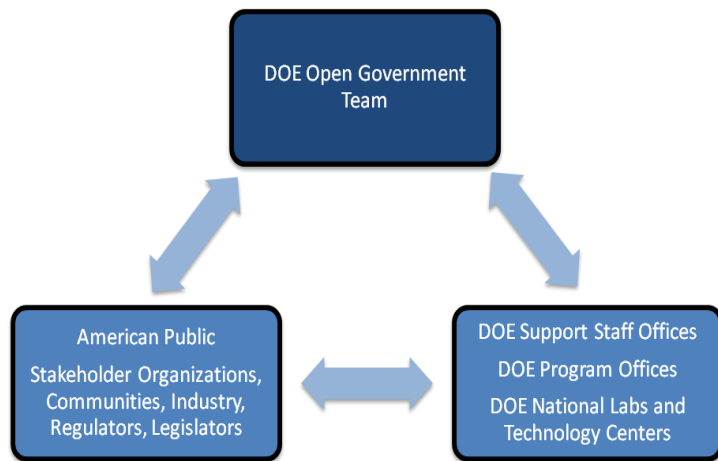 DOE Open Government
Team
American Public
Stakeholder Organizations,
Communities, Industry,
Regulators, Legislators
DOE Support Staff Offices
DOE Program Offices
DOE National Labs and
Technology Centers